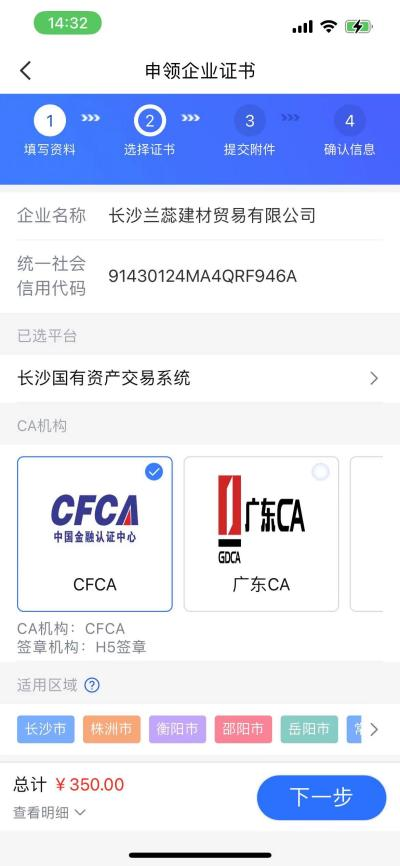 14:32
申领企业证书
1
2
3
4
填写资料
选择证书
提交附件
确认信息
企业名称 长沙兰蕊建材贸易有限公司
统一社会
信用代码
91430124MA4QRF946A
已选平台
长沙国有资产交易系统
CA机构
CFCA
中国金融认证中心
CFCA
广东CA
GDCA
广东CA
CA机构：CFCA
签章机构：H5签章
适用区域 ?
长沙市 株洲市 衡阳市 邵阳市 岳阳市
总计 ¥350.00
查看明细
下一步